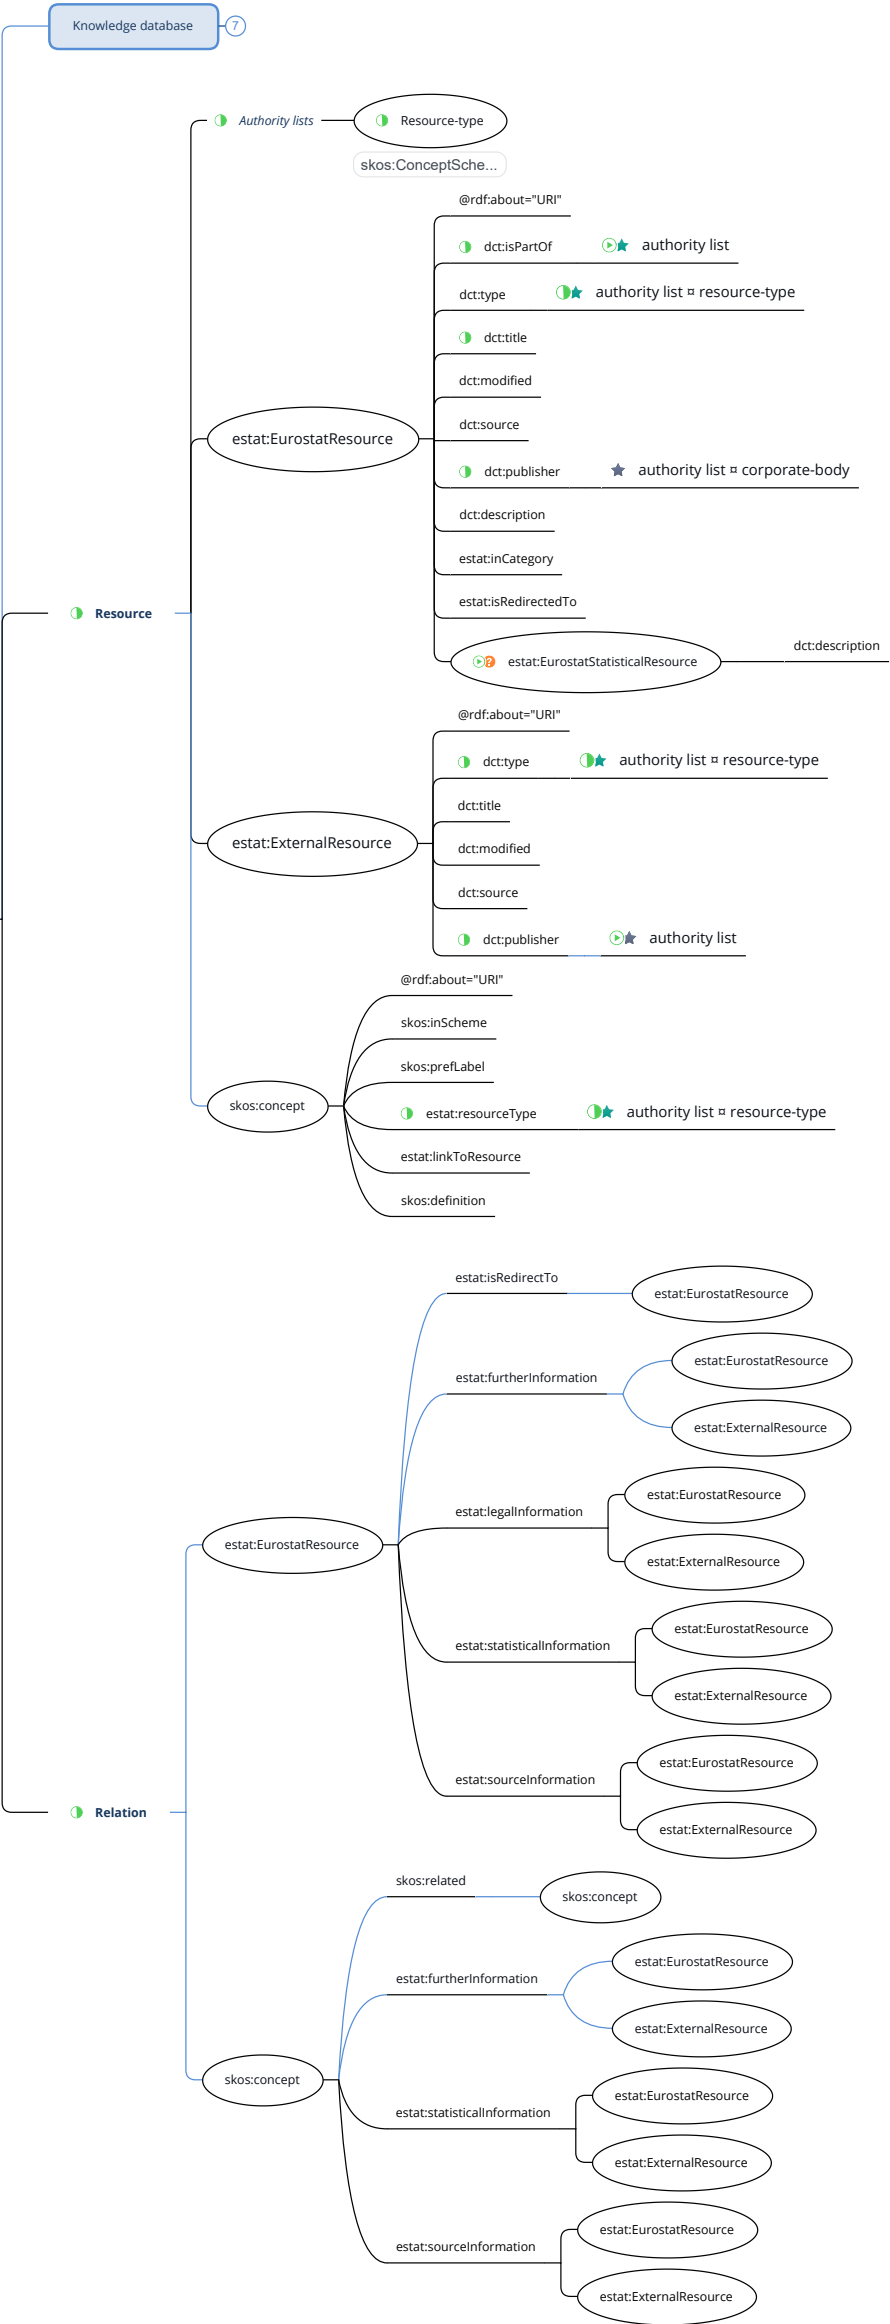 Knowledge database
7
Authority lists
Resource-type
skos:ConceptSche...
@rdf:about="URI"
dct:isPartOf
authority list
dct:type
authority list ¤ resource-type
dct:title
dct:modified
dct:source
estat:EurostatResource
dct:publisher
authority list ¤ corporate-body
dct:description
estat:inCategory
estat:isRedirectedTo
Resource
estat:EurostatStatisticalResource
dct:description
@rdf:about="URI"
dct:type
authority list ¤ resource-type
dct:title
estat:ExternalResource
dct:modified
dct:source
dct:publisher
authority list
@rdf:about="URI"
skos:inScheme
skos:prefLabel
skos:concept
estat:resourceType
authority list ¤ resource-type
estat:linkToResource
skos:definition
estat:isRedirectTo
estat:EurostatResource
estat:furtherInformation
estat:EurostatResource
estat:ExternalResource
estat:legalInformation
estat:EurostatResource
estat:ExternalResource
estat:EurostatResource
estat:statisticalInformation
estat:EurostatResource
estat:ExternalResource
estat:sourceInformation
estat:EurostatResource
estat:ExternalResource
Relation
skos:related
skos:concept
estat:furtherInformation
estat:EurostatResource
estat:ExternalResource
skos:concept
estat:statisticalInformation
estat:EurostatResource
estat:ExternalResource
estat:sourceInformation
estat:EurostatResource
estat:ExternalResource